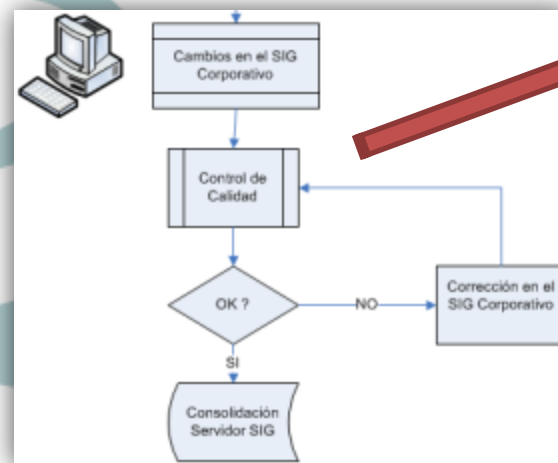 Cambios en el SIG
Corporativo
Control de
Calidad
OK ?
NO
Corrección en el
SIG Corporativo
SI
Consolidación
Servidor SIG